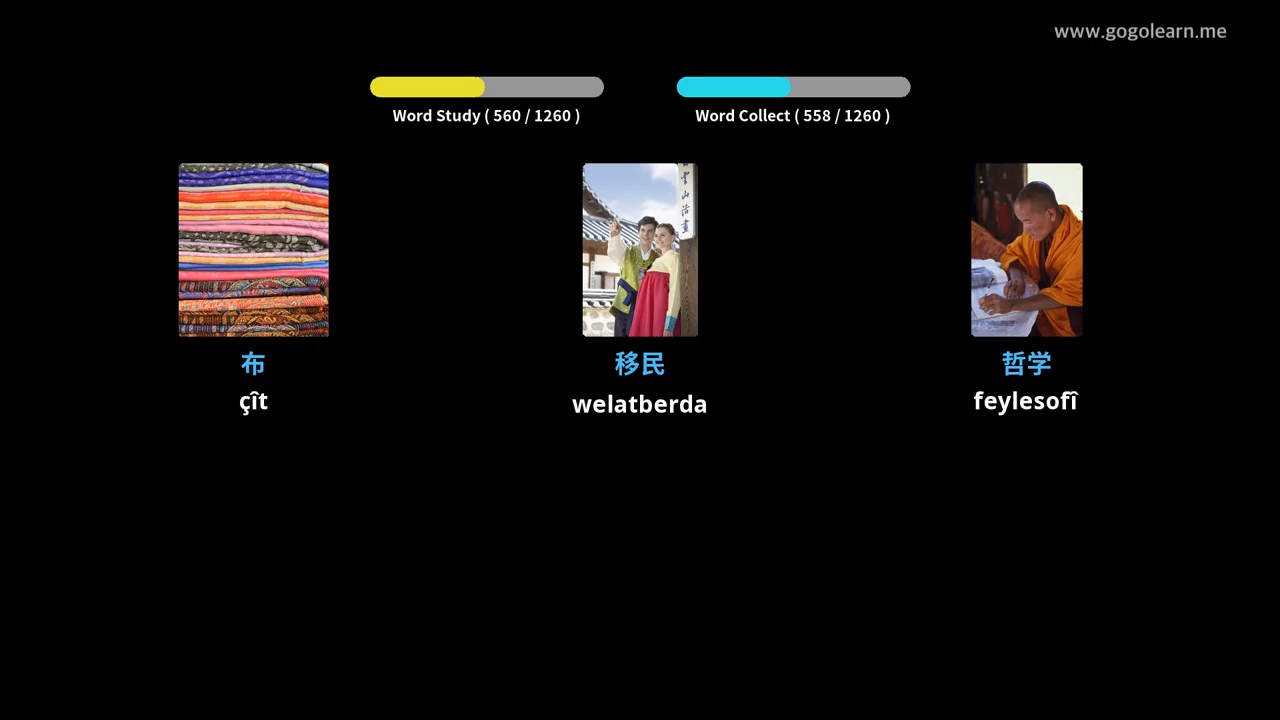 www.gogolearn.me
Word Study ( 560 / 1260 )
Word Collect ( 558 / 1260 )
布
çît
移民
welatberda
哲学
feylesofî